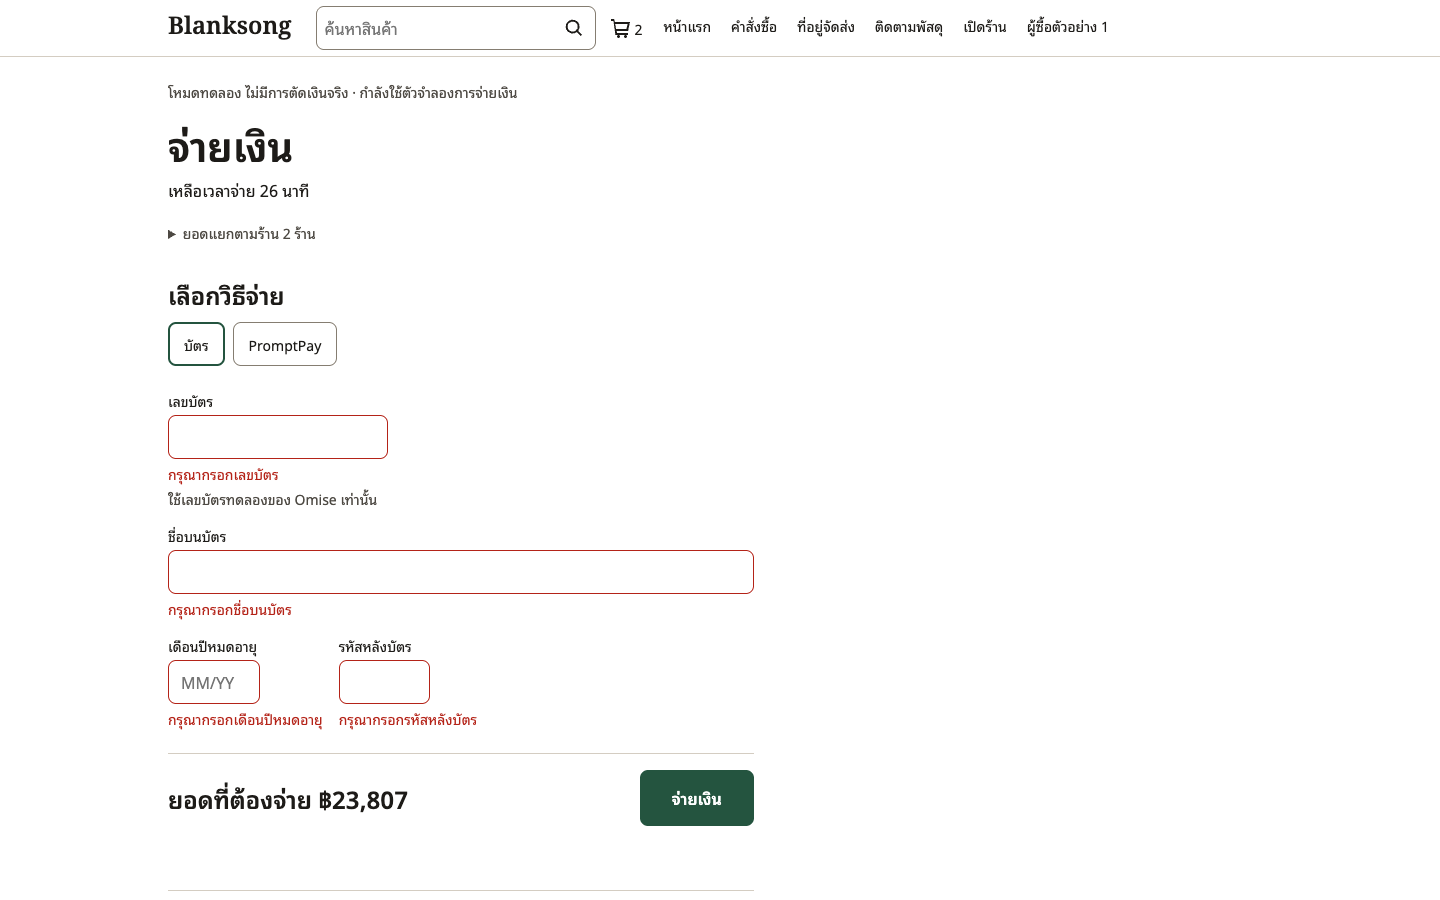 Blanksong
ค้นหาสินค้า
2
หน้าแรก
คำสั่งซื้อ
ที่อยู่จัดส่ง
ติดตามพัสดุ
เปิดร้าน
ผู้ซื้อตัวอย่าง 1
โหมดทดลอง ไม่มีการตัดเงินจริง · กำลังใช้ตัวจำลองการจ่ายเงิน
จ่ายเงิน
เหลือเวลาจ่าย 26 นาที
ยอดแยกตามร้าน 2 ร้าน
เลือกวิธีจ่าย
บัตร
PromptPay
เลขบัตร
กรุณากรอกเลขบัตร
ใช้เลขบัตรทดลองของ Omise เท่านั้น
ชื่อบนบัตร
กรุณากรอกชื่อบนบัตร
เดือนปีหมดอายุ
รหัสหลังบัตร
MM/YY
กรุณากรอกเดือนปีหมดอายุ
กรุณากรอกรหัสหลังบัตร
ยอดที่ต้องจ่าย ฿23,807
จ่ายเงิน